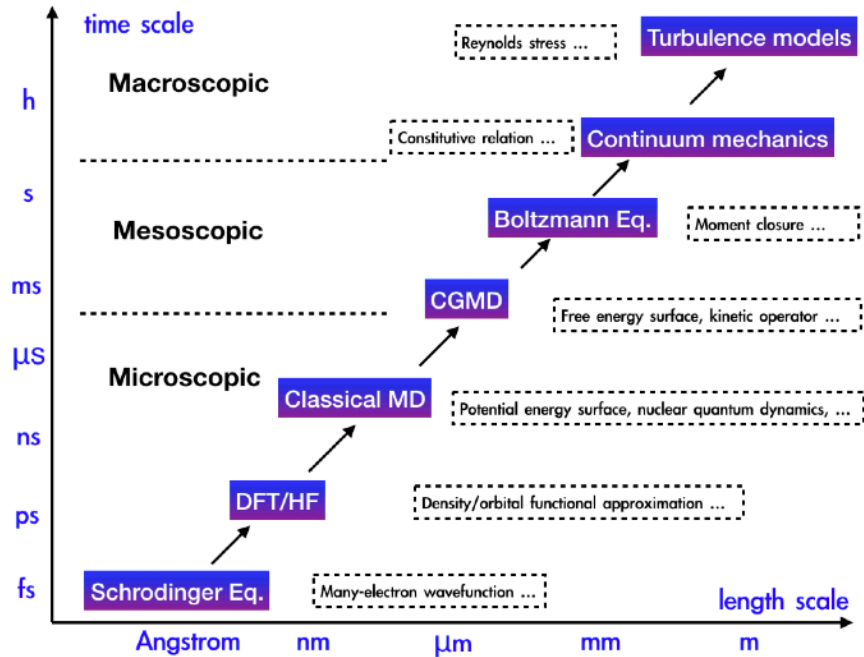 time scale
Reynolds stress ...
Turbulence models
Macroscopic
h
Constitutive relation ...
Continuum mechanics
s
Mesoscopic
Boltzmann Eq.
Moment closure ...
ms
CGMD
Free energy surface, kinetic operator ...
μs
Microscopic
Classical MD
Potential energy surface, nuclear quantum dynamics, ...
ns
DFT/HF
Density/orbital functional approximation ...
ps
fs
Schrodinger Eq.
Many-electron wavefunction ...
length scale
Angstrom nm μm mm m